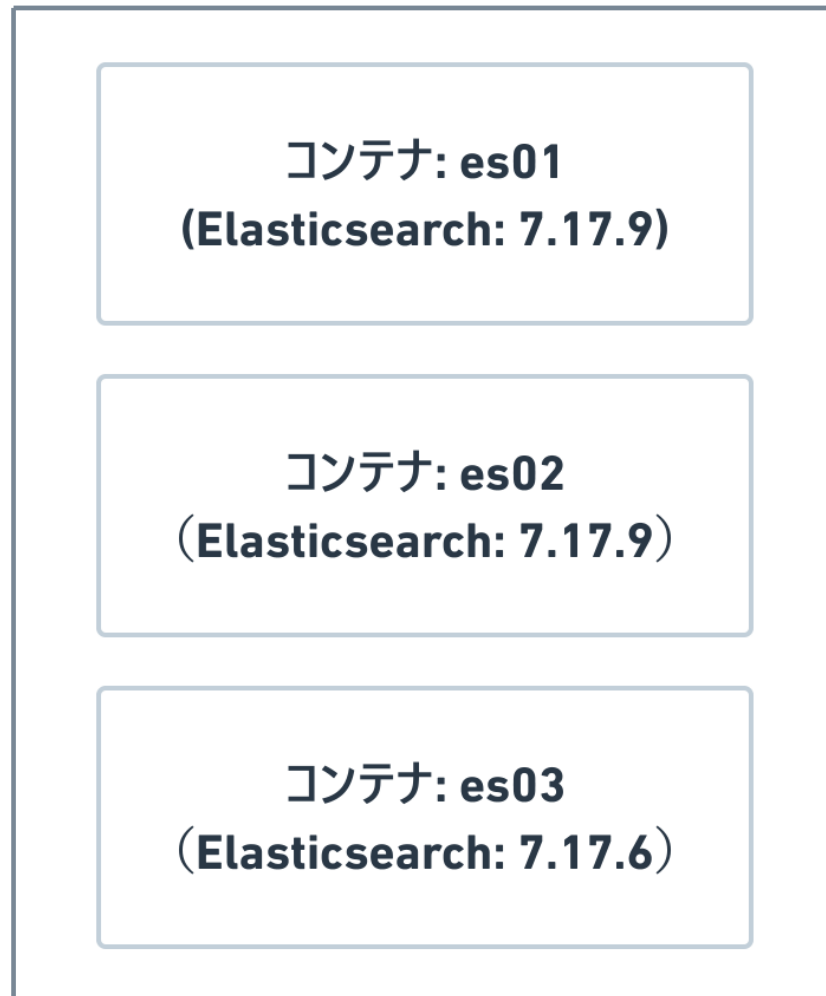 コンテナ: es01
(Elasticsearch: 7.17.9)
コンテナ: es02
（Elasticsearch: 7.17.9）
コンテナ: es03
（Elasticsearch: 7.17.6）